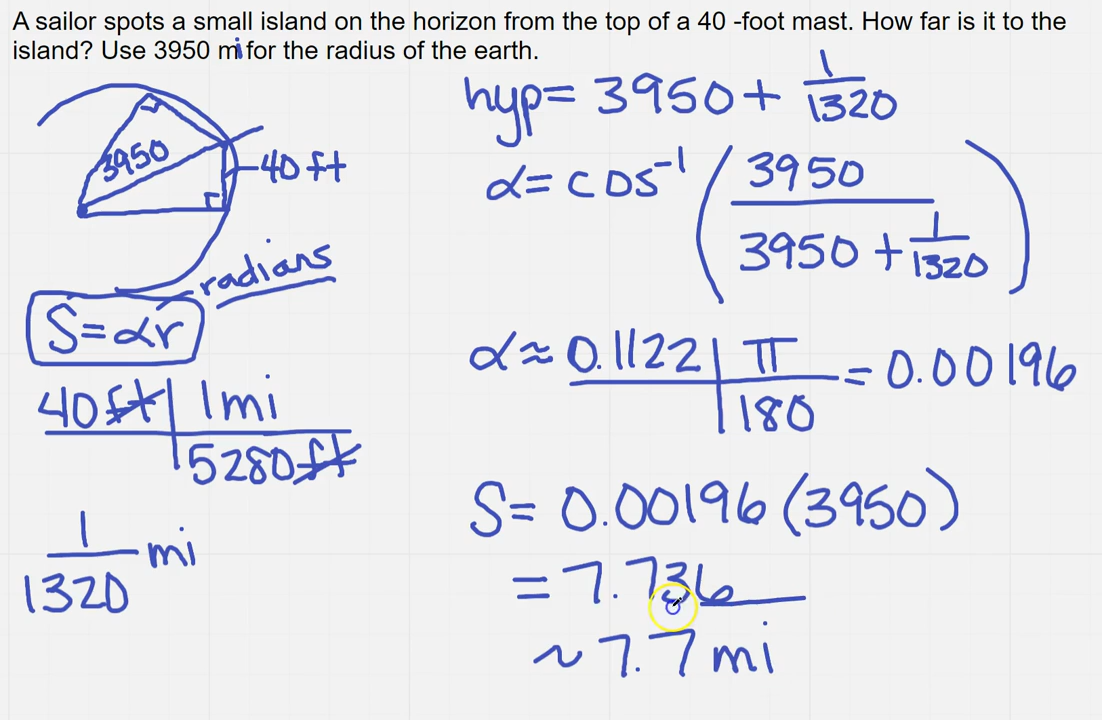 A sailor spots a small island on the horizon from the top of a 40 -foot mast. How far is it to the
island? Use 3950 mi for the radius of the earth.
3950
40 ft
radians
S = αr
40 ft | 1 mi
5280 ft
1
1320 mi
hyp = 3950 + 1/1320
α = cos⁻¹ ( 3950
3950 + 1/1320 )
α ≈ 0.1122 | π = 0.00196
180
S = 0.00196 (3950)
= 7.736
~ 7.7 mi